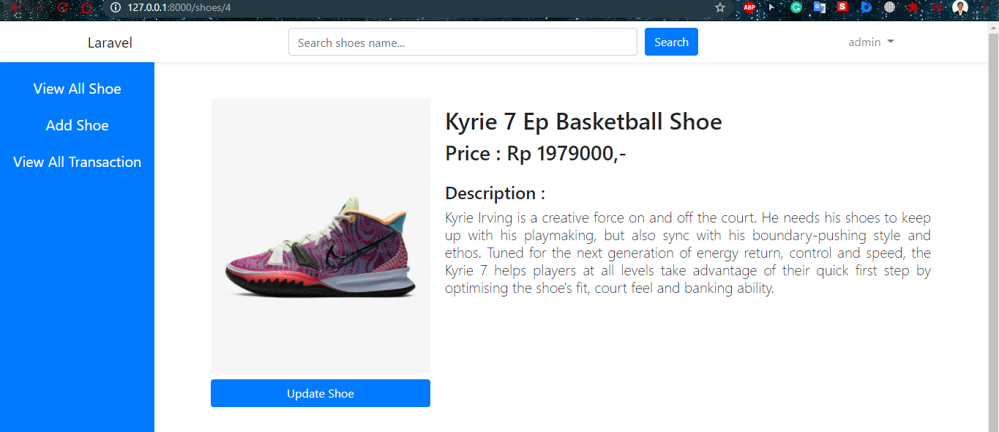 127.0.0.1:8000/shoes/4
ABP
G
S
Laravel
Search shoes name...
Search
admin
View All Shoe
Add Shoe
View All Transaction
Kyrie 7 Ep Basketball Shoe
Price : Rp 1979000,-
Description :
Kyrie Irving is a creative force on and off the court. He needs his shoes to keep
up with his playmaking, but also sync with his boundary-pushing style and
ethos. Tuned for the next generation of energy return, control and speed, the
Kyrie 7 helps players at all levels take advantage of their quick first step by
optimising the shoe's fit, court feel and banking ability.
Update Shoe